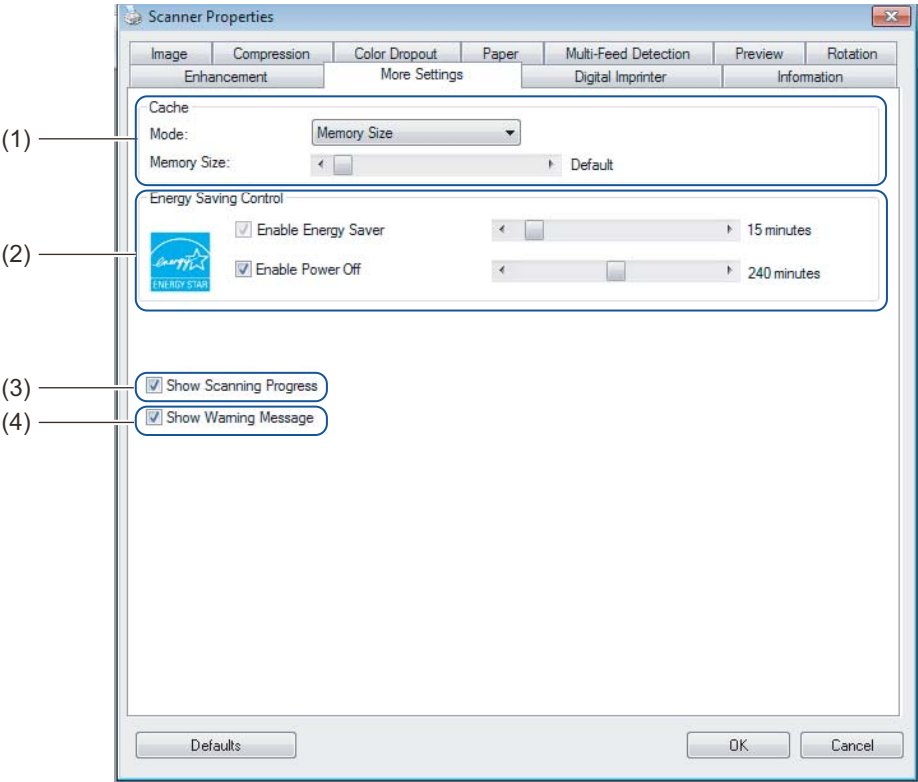 Scanner Properties
Image Compression Color Dropout Paper Multi-Feed Detection Preview Rotation
Enhancement More Settings Digital Imprinter Information
Cache
(1)
Mode: Memory Size
Memory Size: Default
Energy Saving Control
Enable Energy Saver 15 minutes
(2)
energy
Enable Power Off 240 minutes
ENERGY STAR
(3) Show Scanning Progress
(4) Show Warning Message
Defaults OK Cancel